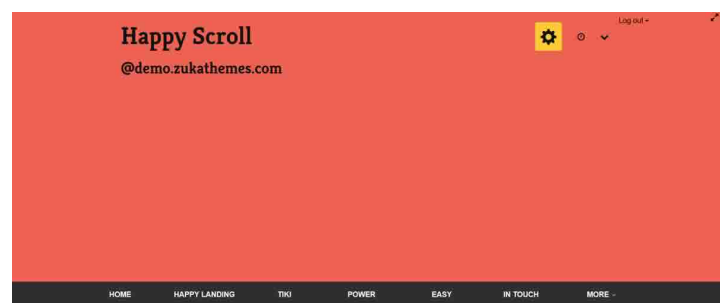 Log out
Happy Scroll
@demo.zukathemes.com
HOME HAPPY LANDING TIKI POWER EASY IN TOUCH MORE